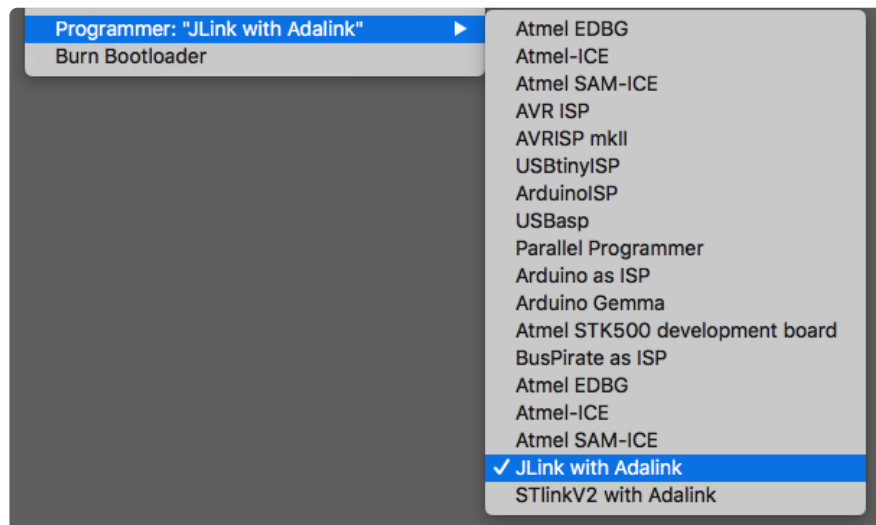 Programmer: "JLink with Adalink"
Burn Bootloader
Atmel EDBG
Atmel-ICE
Atmel SAM-ICE
AVR ISP
AVRISP mkII
USBtinyISP
ArduinoISP
USBasp
Parallel Programmer
Arduino as ISP
Arduino Gemma
Atmel STK500 development board
BusPirate as ISP
Atmel EDBG
Atmel-ICE
Atmel SAM-ICE
✓ JLink with Adalink
STlinkV2 with Adalink